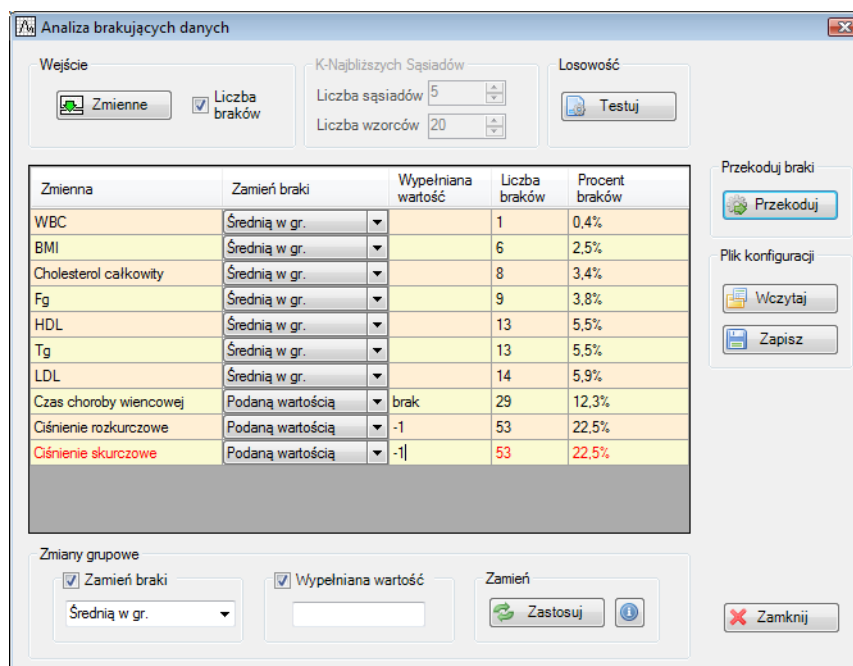 Analiza brakujących danych
Wejście
Zmienne
Liczba
braków
K-Najbliższych Sąsiadów
Liczba sąsiadów 5
Liczba wzorców 20
Losowość
Testuj
Zmienna Zamień braki Wypełniana wartość Liczba braków Procent braków
WBC Średnią w gr. 1 0,4%
BMI Średnią w gr. 6 2,5%
Cholesterol całkowity Średnią w gr. 8 3,4%
Fg Średnią w gr. 9 3,8%
HDL Średnią w gr. 13 5,5%
Tg Średnią w gr. 13 5,5%
LDL Średnią w gr. 14 5,9%
Czas choroby wiencowej Podaną wartością brak 29 12,3%
Ciśnienie rozkurczowe Podaną wartością -1 53 22,5%
Ciśnienie skurczowe Podaną wartością -1 53 22,5%
Przekoduj braki
Przekoduj
Plik konfiguracji
Wczytaj
Zapisz
Zmiany grupowe
Zamień braki
Średnią w gr.
Wypełniana wartość
Zamień
Zastosuj
Zamknij